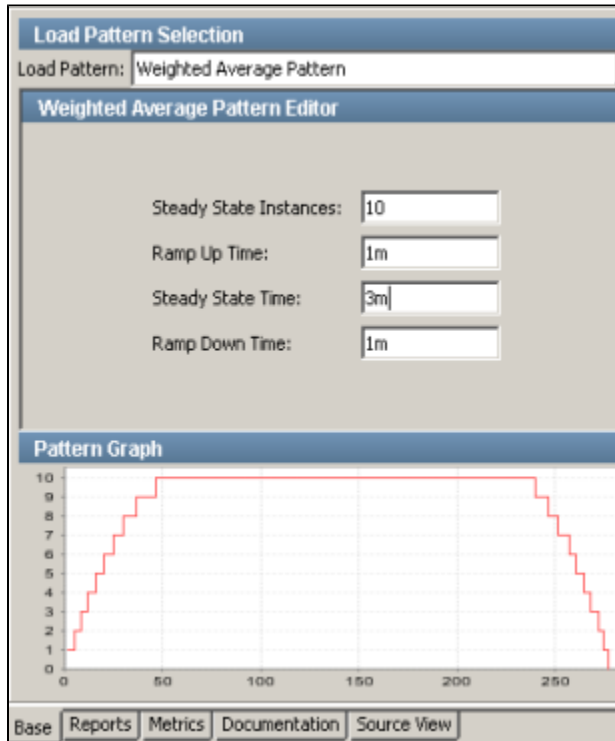 Load Pattern Selection
Load Pattern: Weighted Average Pattern
Weighted Average Pattern Editor
Steady State Instances: 10
Ramp Up Time: 1m
Steady State Time: 3m
Ramp Down Time: 1m
Pattern Graph
10
9
8
7
6
5
4
3
2
1
0
0 50 100 150 200 250
Base Reports Metrics Documentation Source View